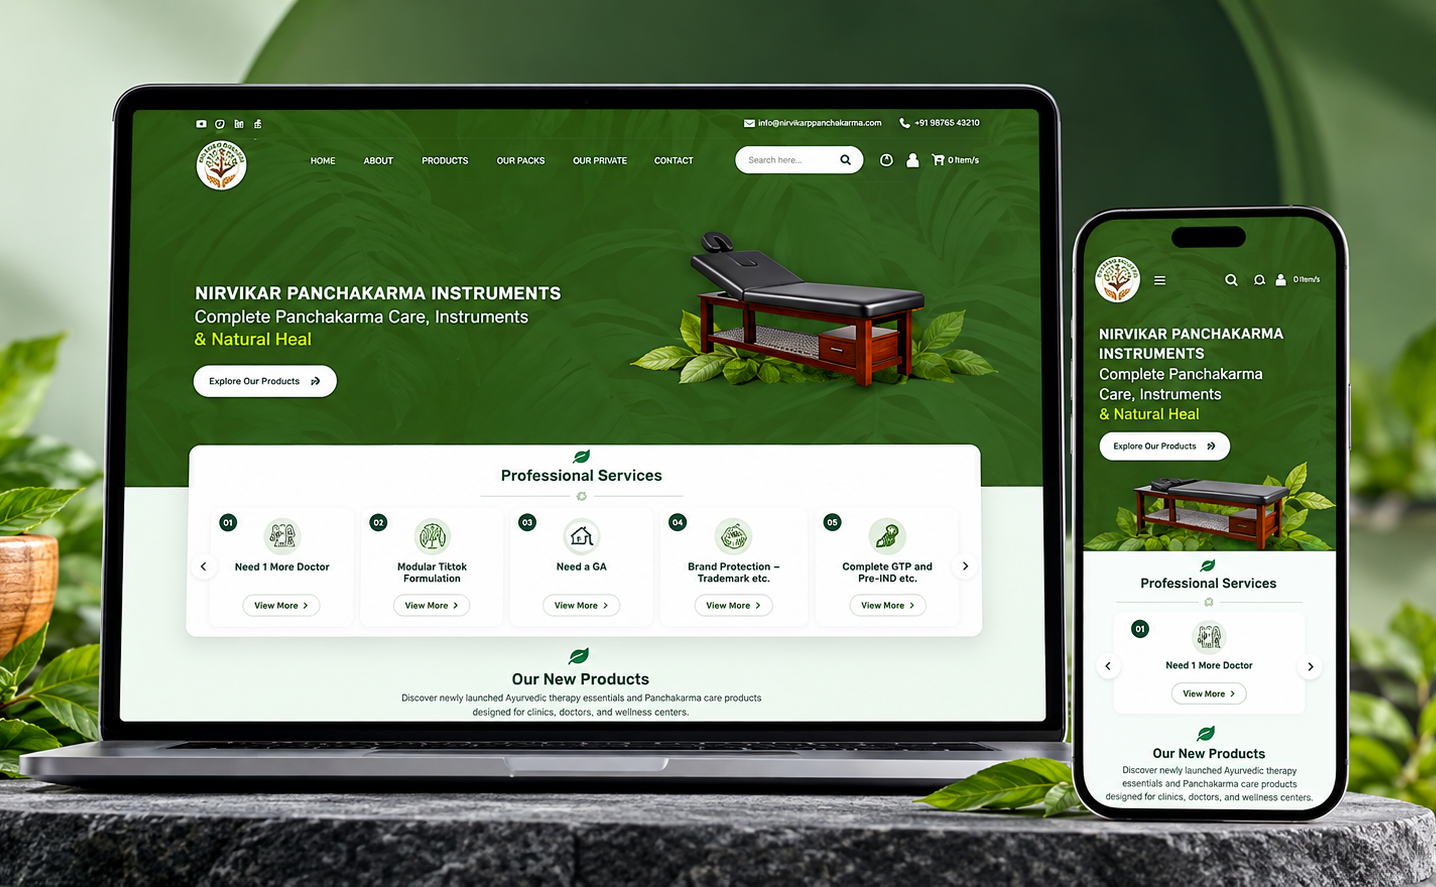 info@nirvikarppanchakarma.com +91 98765 43210
HOME ABOUT PRODUCTS OUR PACKS OUR PRIVATE CONTACT Search here... 0 Item/s
NIRVIKAR PANCHAKARMA INSTRUMENTS
Complete Panchakarma Care, Instruments
& Natural Heal
Explore Our Products
Professional Services
01 02 03 04 05
Need 1 More Doctor
Modular Tiktok
Formulation
Need a GA
Brand Protection –
Trademark etc.
Complete GTP and
Pre-IND etc.
View More View More View More View More View More
Our New Products
Discover newly launched Ayurvedic therapy essentials and Panchakarma care products
designed for clinics, doctors, and wellness centers.
0 Item/s
NIRVIKAR PANCHAKARMA
INSTRUMENTS
Complete Panchakarma
Care, Instruments
& Natural Heal
Explore Our Products
Professional Services
01
Need 1 More Doctor
View More
Our New Products
Discover newly launched Ayurvedic therapy
essentials and Panchakarma care products
designed for clinics, doctors, and wellness centers.